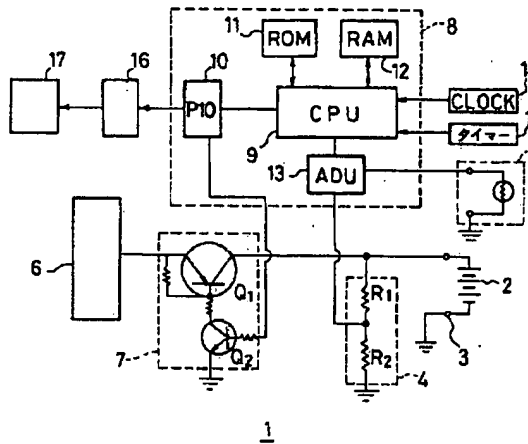 11 ROM RAM 8
17 16 10 12
P10 CPU CLOCK
9 タイマー
13 ADU
6 Q1 2
R1
7 Q2 R2 3
4
1